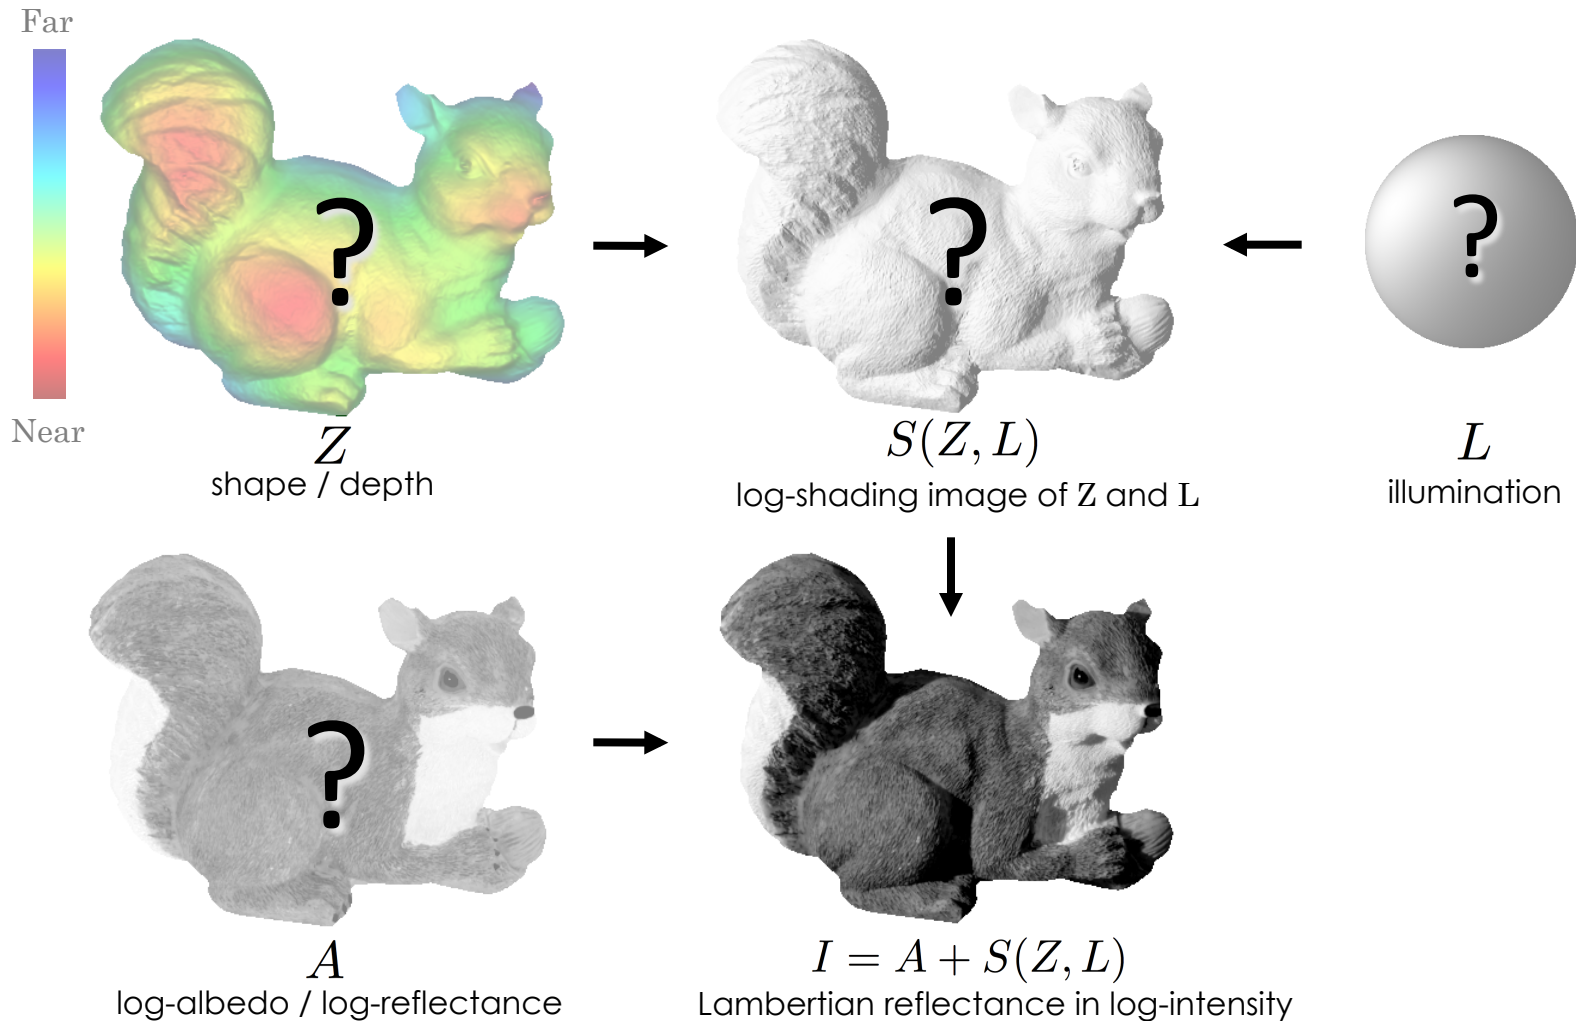 Far
Near
?
?
?
Z
S(Z, L)
L
shape / depth
log-shading image of Z and L
illumination
?
A
I = A + S(Z, L)
log-albedo / log-reflectance
Lambertian reflectance in log-intensity